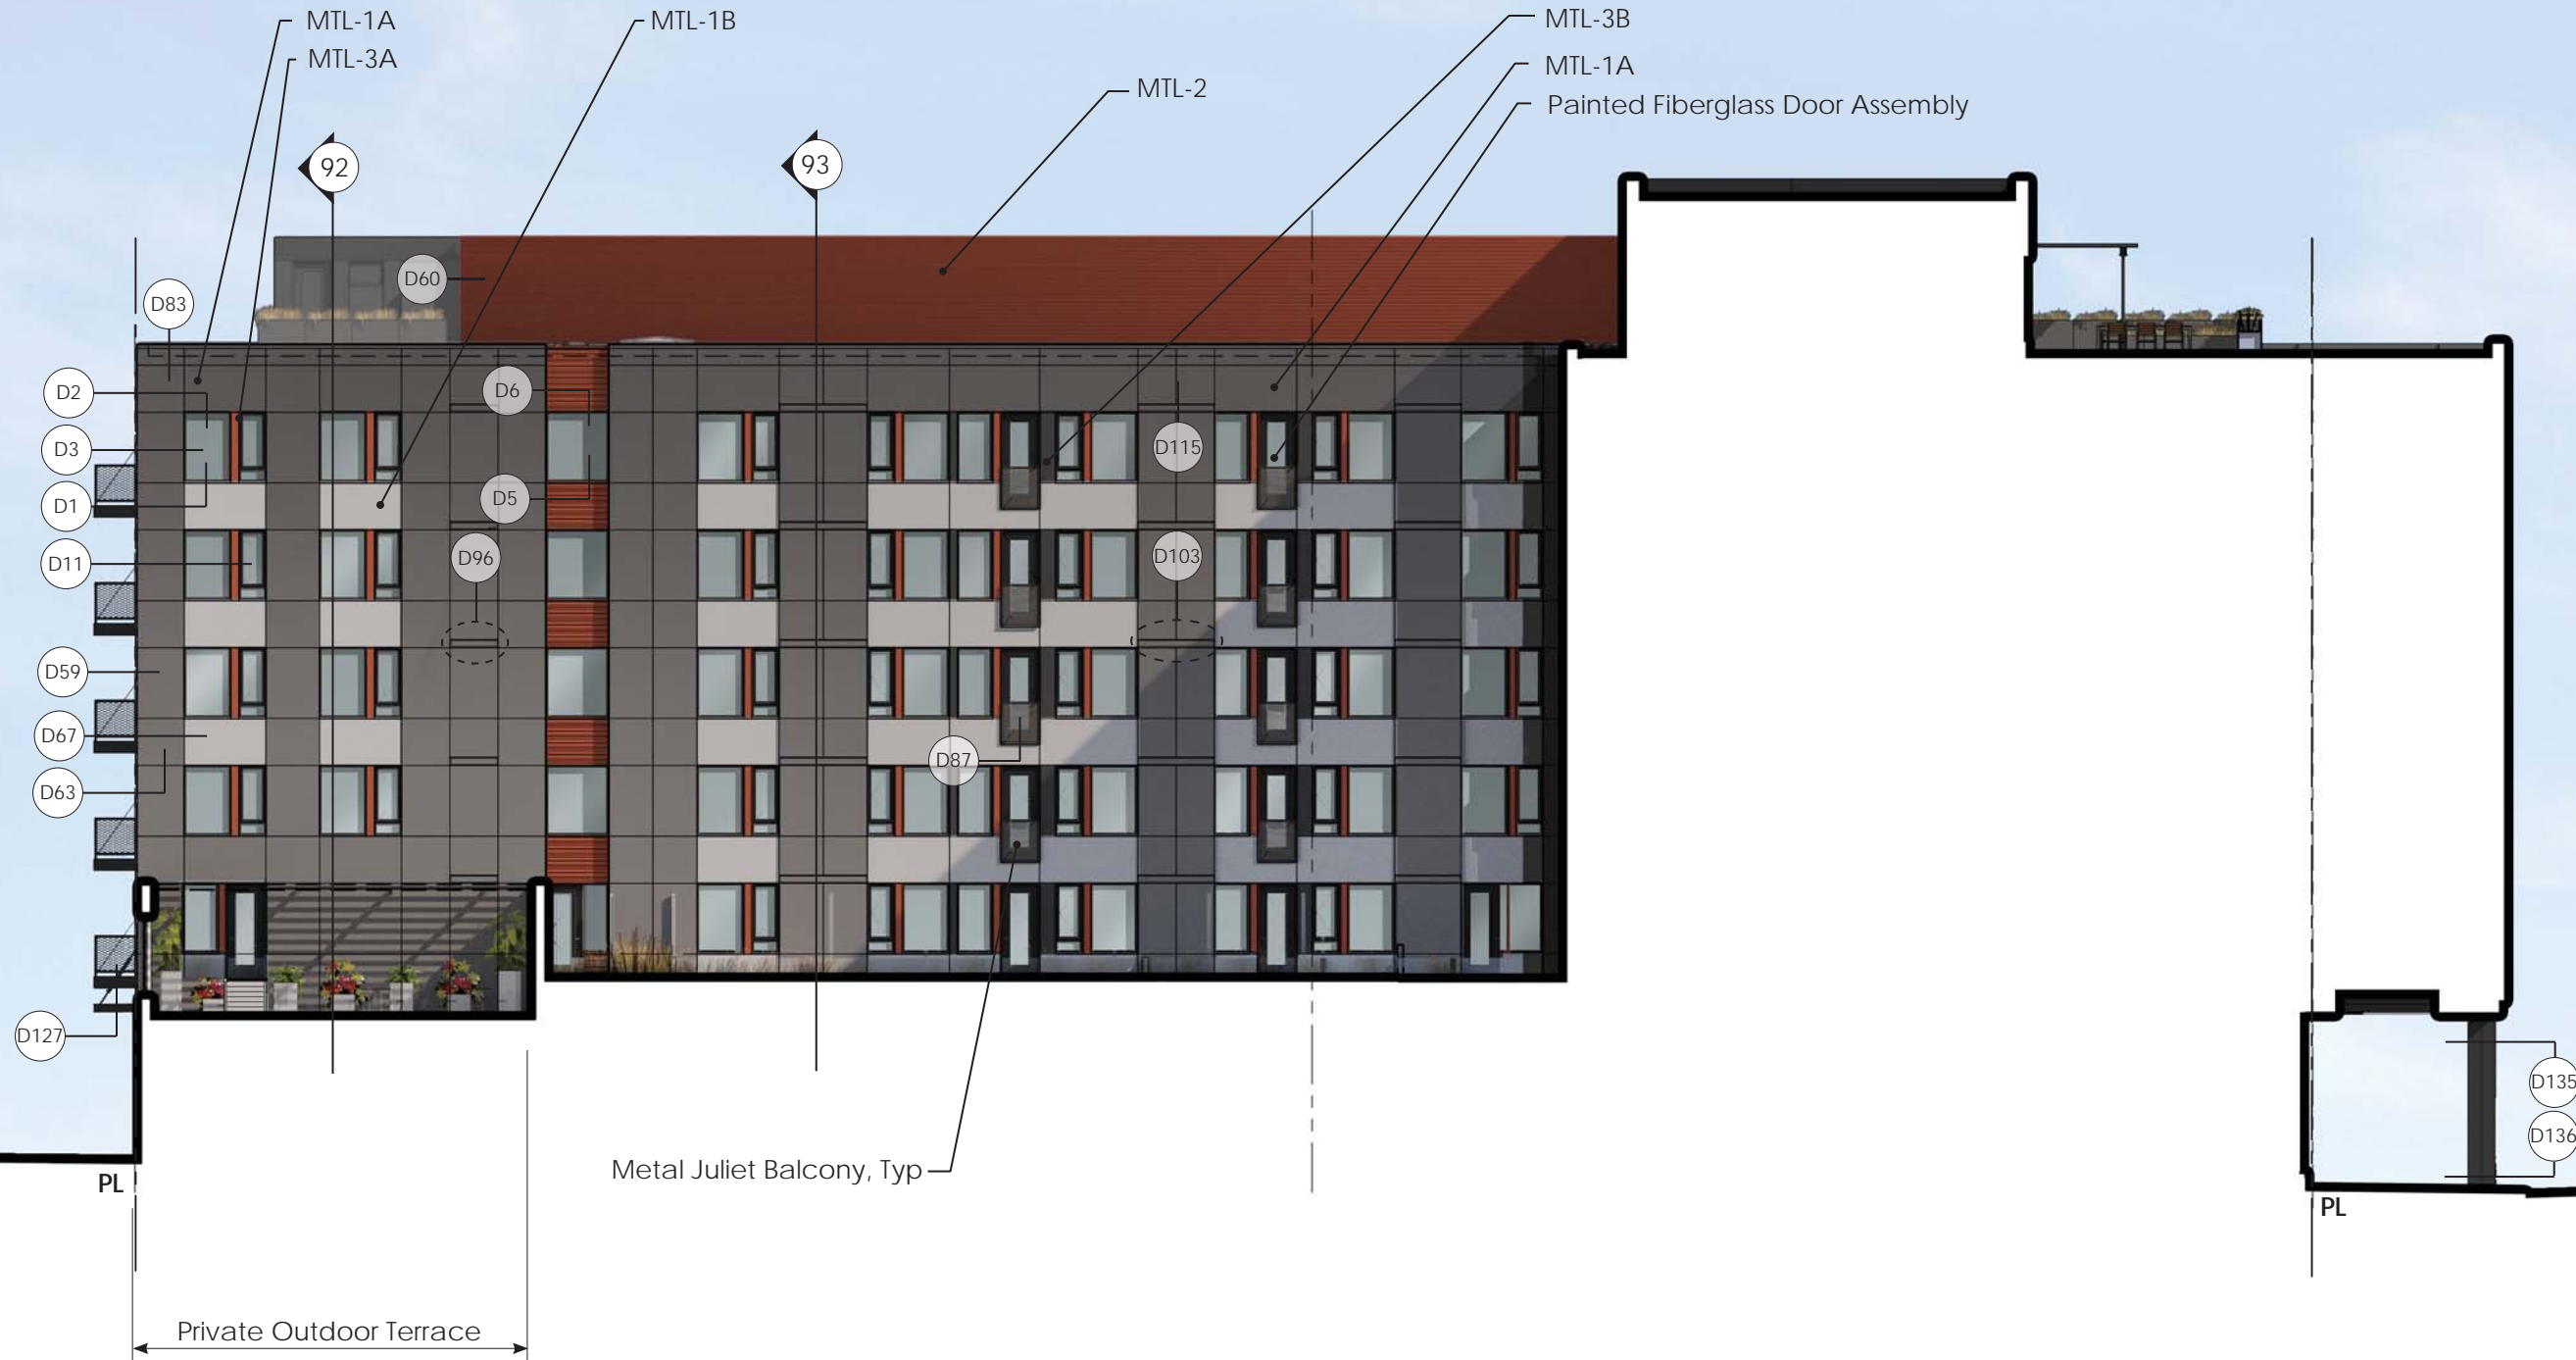 MTL-1A
MTL-3A
MTL-1B
MTL-2
MTL-3B
MTL-1A
Painted Fiberglass Door Assembly
92
93
D60
D83
D2
D6
D3
D115
D1
D5
D11
D96
D103
D59
D67
D87
D63
D127
D135
D136
Metal Juliet Balcony, Typ
PL
PL
Private Outdoor Terrace